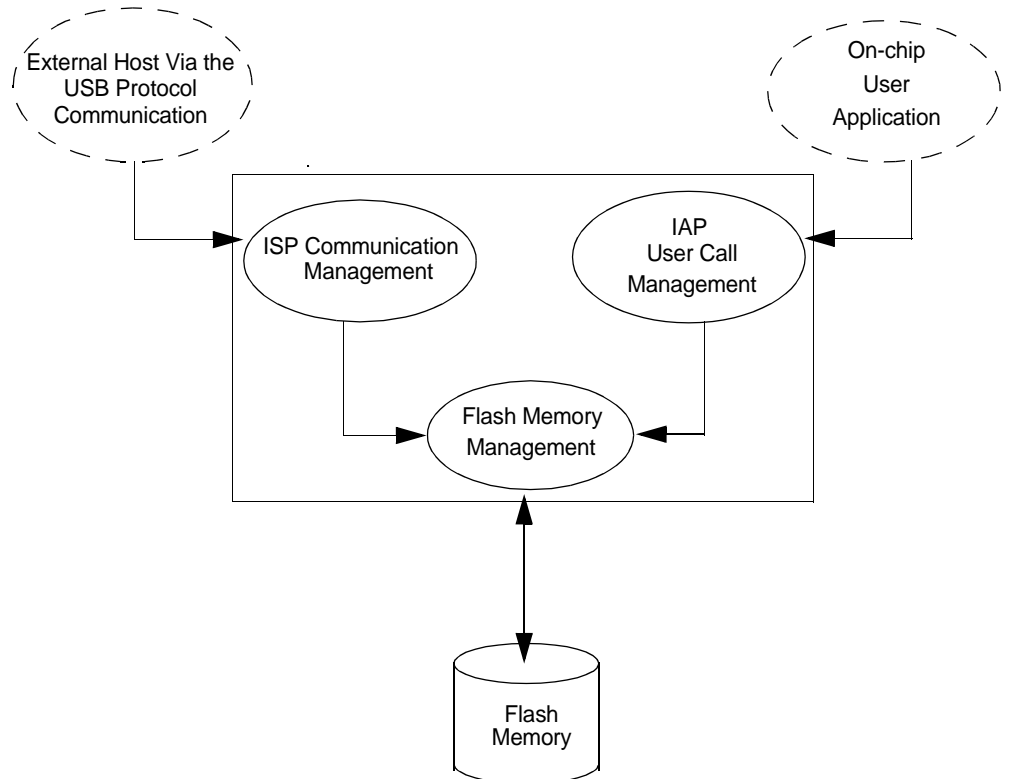 External Host Via the
USB Protocol
Communication
On-chip
User
Application
ISP Communication
Management
IAP
User Call
Management
Flash Memory
Management
Flash
Memory